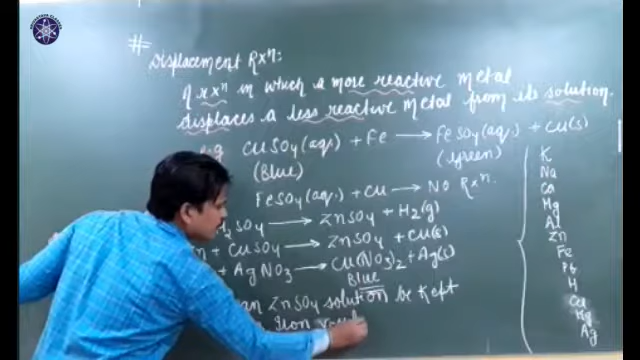 # Displacement Rxⁿ:
A rxⁿ in which a more reactive metal
displaces a less reactive metal from its solution.
e.g CuSO₄(aq.) + Fe ⟶ FeSO₄(aq.) + Cu(s)
(Blue) (Green)
FeSO₄(aq.) + Cu ⟶ NO Rxⁿ.
SO₄ ⟶ ZnSO₄ + H₂(g)
+ CuSO₄ ⟶ ZnSO₄ + Cu(s)
+ AgNO₃ ⟶ Cu(NO₃)₂ + Ag(s)
Blue
an ZnSO₄ solution be kept
Iron
K
Na
Ca
Mg
Al
Zn
Fe
Pb
H
Cu
Hg
Ag